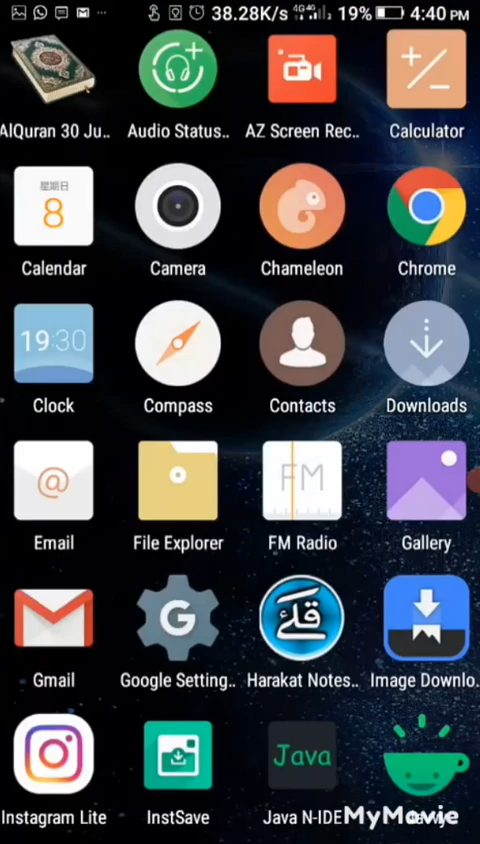 38.28K/s 4G 4G 19% 4:40 PM
AlQuran 30 Ju.. Audio Status.. AZ Screen Rec.. Calculator
星期日
8
Calendar Camera Chameleon Chrome
19:30
Clock Compass Contacts Downloads
@ FM
Email File Explorer FM Radio Gallery
G
Gmail Google Setting.. Harakat Notes.. Image Downlo..
Java
Instagram Lite InstSave Java N-IDE
MyMovie